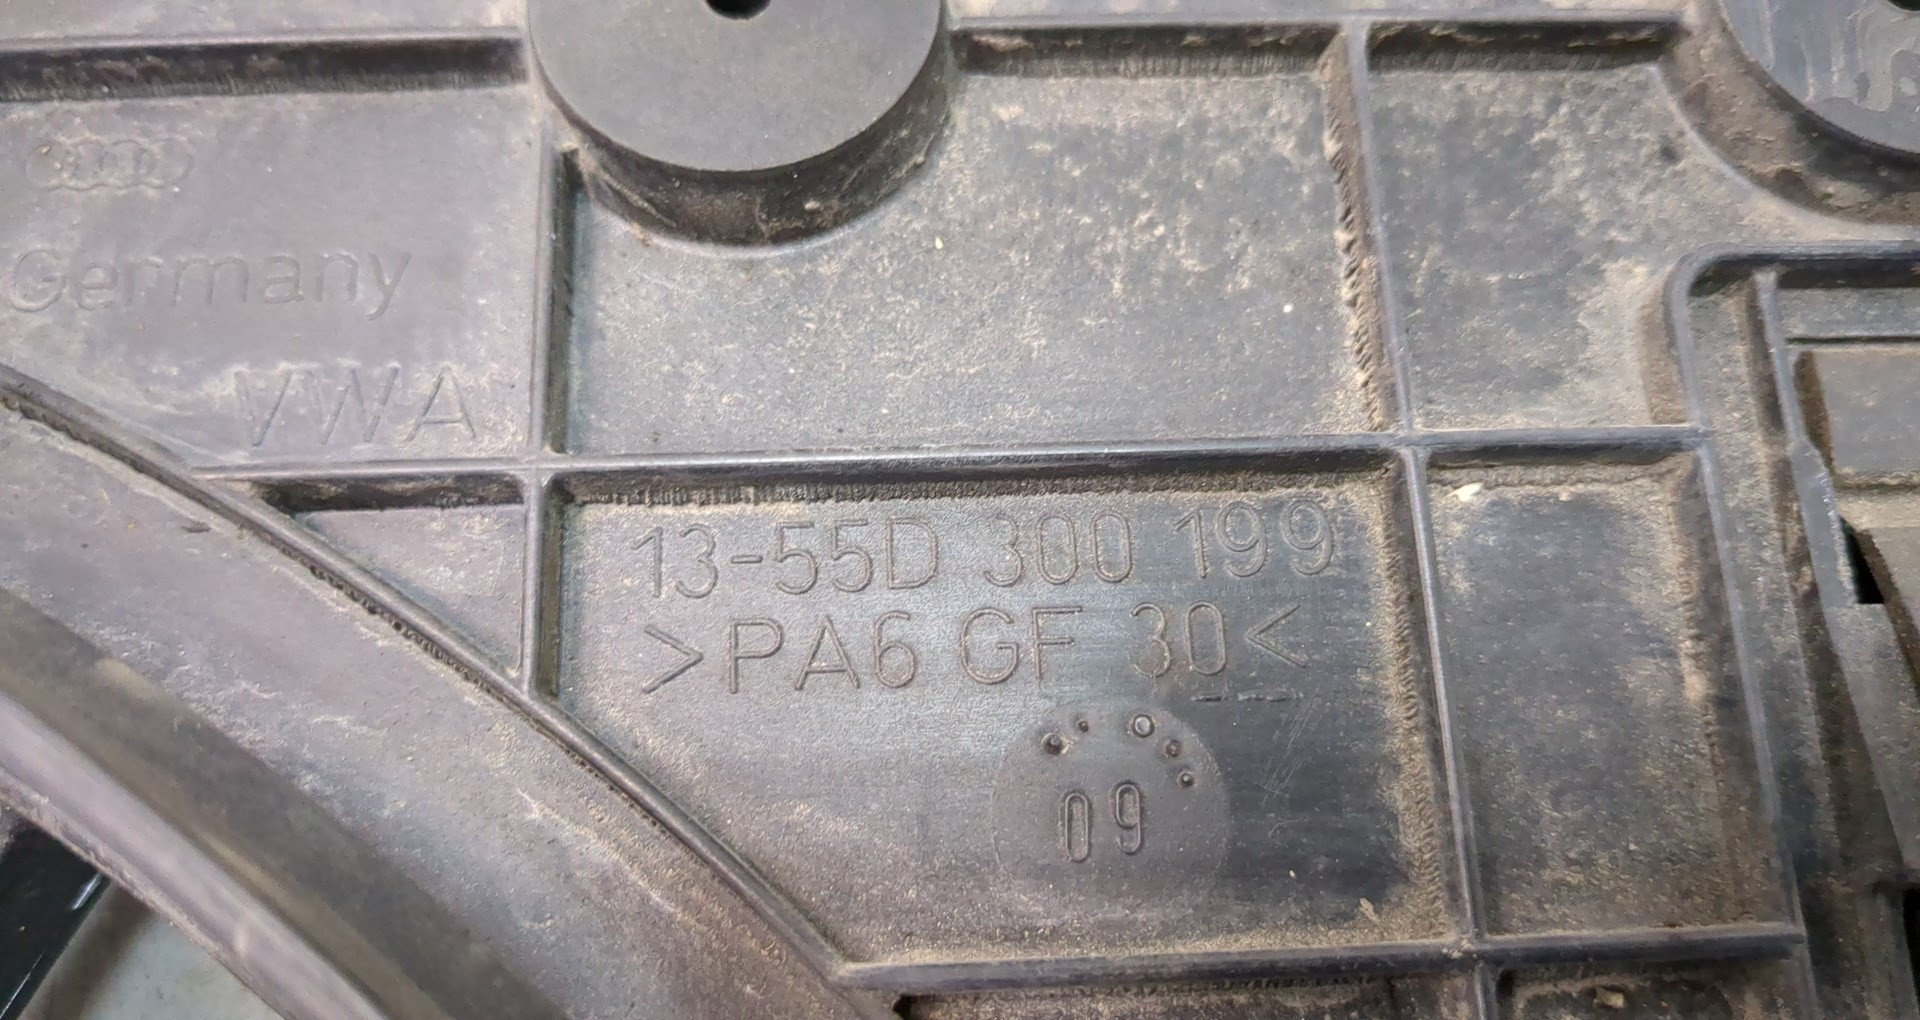 Germany
VWA
13-55D 300 199
>PA6 GF 30<
09